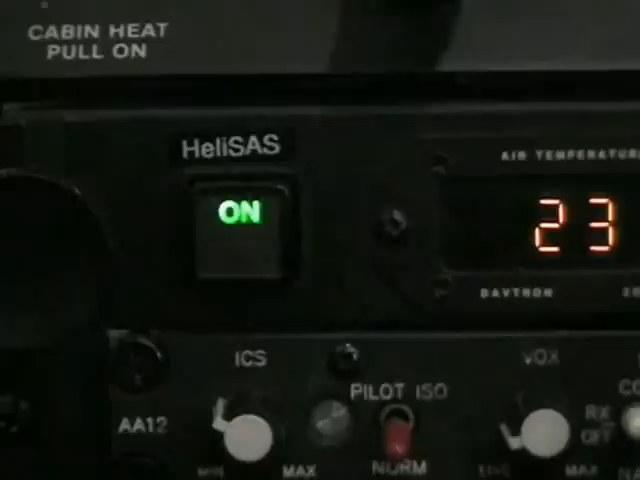 CABIN HEAT
PULL ON
HeliSAS
ON
AIR TEMPERATURE
23
DAVTRON
ICS
VOX
PILOT ISO
AA12
RX
OFF
MIN
MAX
NORM
MAX